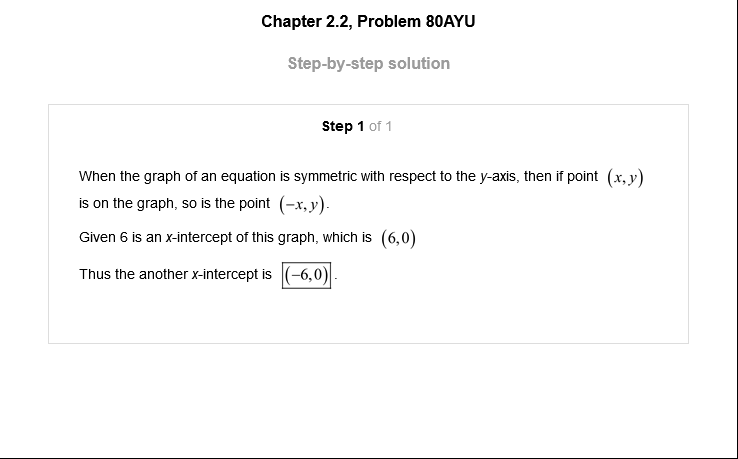 Chapter 2.2, Problem 80AYU
Step-by-step solution
Step 1 of 1
When the graph of an equation is symmetric with respect to the y-axis, then if point (x, y)
is on the graph, so is the point (−x, y).
Given 6 is an x-intercept of this graph, which is (6,0)
Thus the another x-intercept is (−6,0).